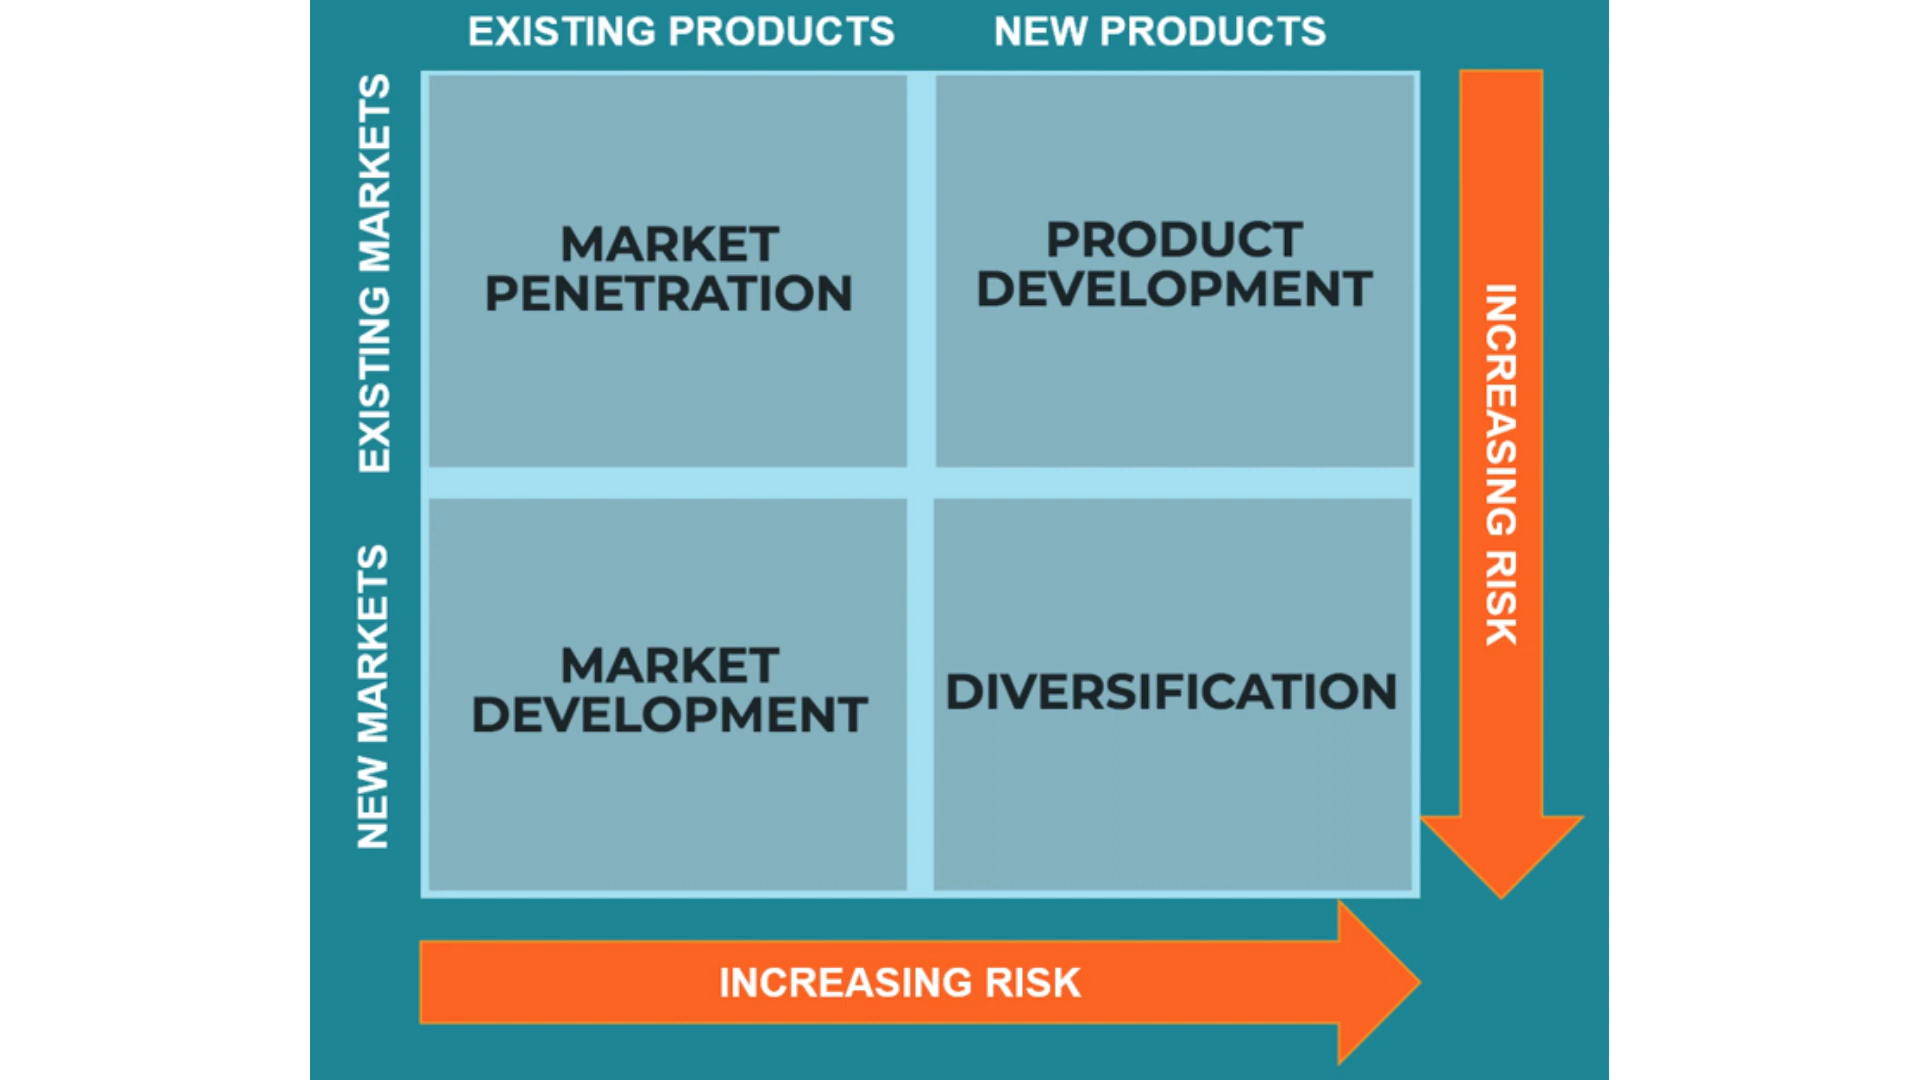 EXISTING PRODUCTS
NEW PRODUCTS
EXISTING MARKETS
MARKET
PENETRATION
PRODUCT
DEVELOPMENT
INCREASING RISK
NEW MARKETS
MARKET
DEVELOPMENT
DIVERSIFICATION
INCREASING RISK